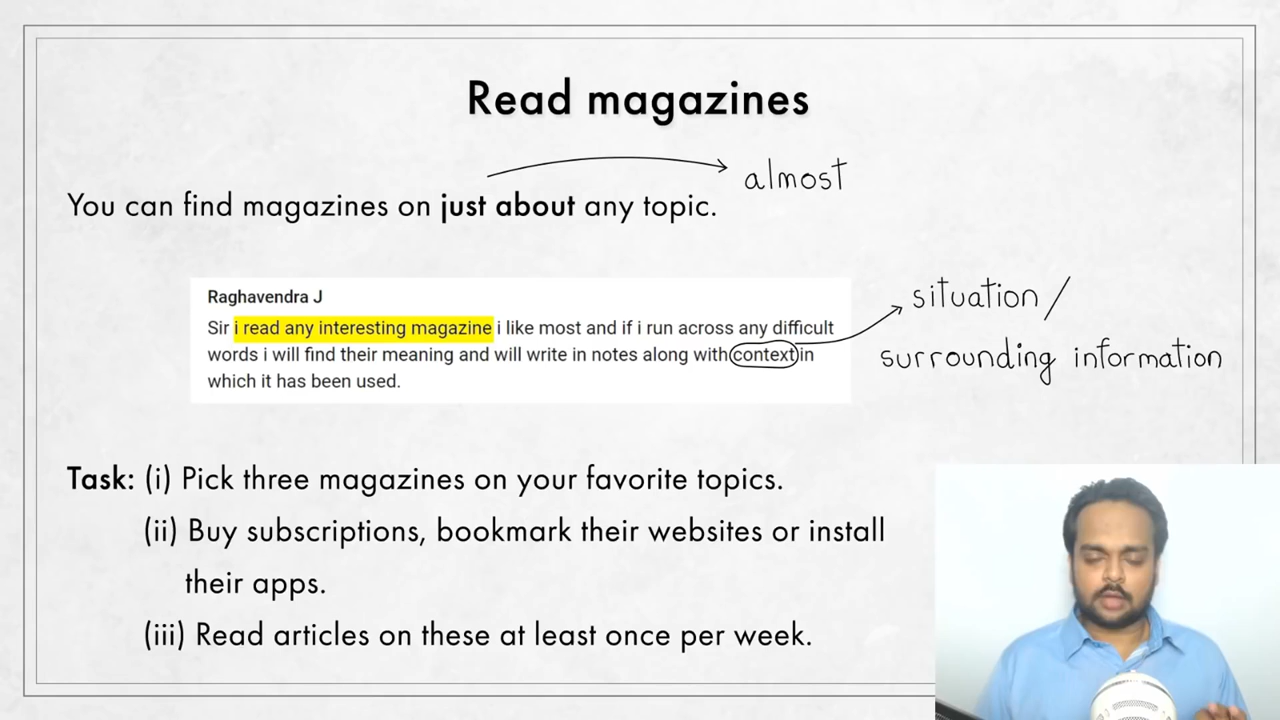 Read magazines
almost
You can find magazines on just about any topic.
Raghavendra J
situation /
Sir i read any interesting magazine i like most and if i run across any difficult
words i will find their meaning and will write in notes along with context in
surrounding information
which it has been used.
Task: (i) Pick three magazines on your favorite topics.
(ii) Buy subscriptions, bookmark their websites or install
their apps.
(iii) Read articles on these at least once per week.